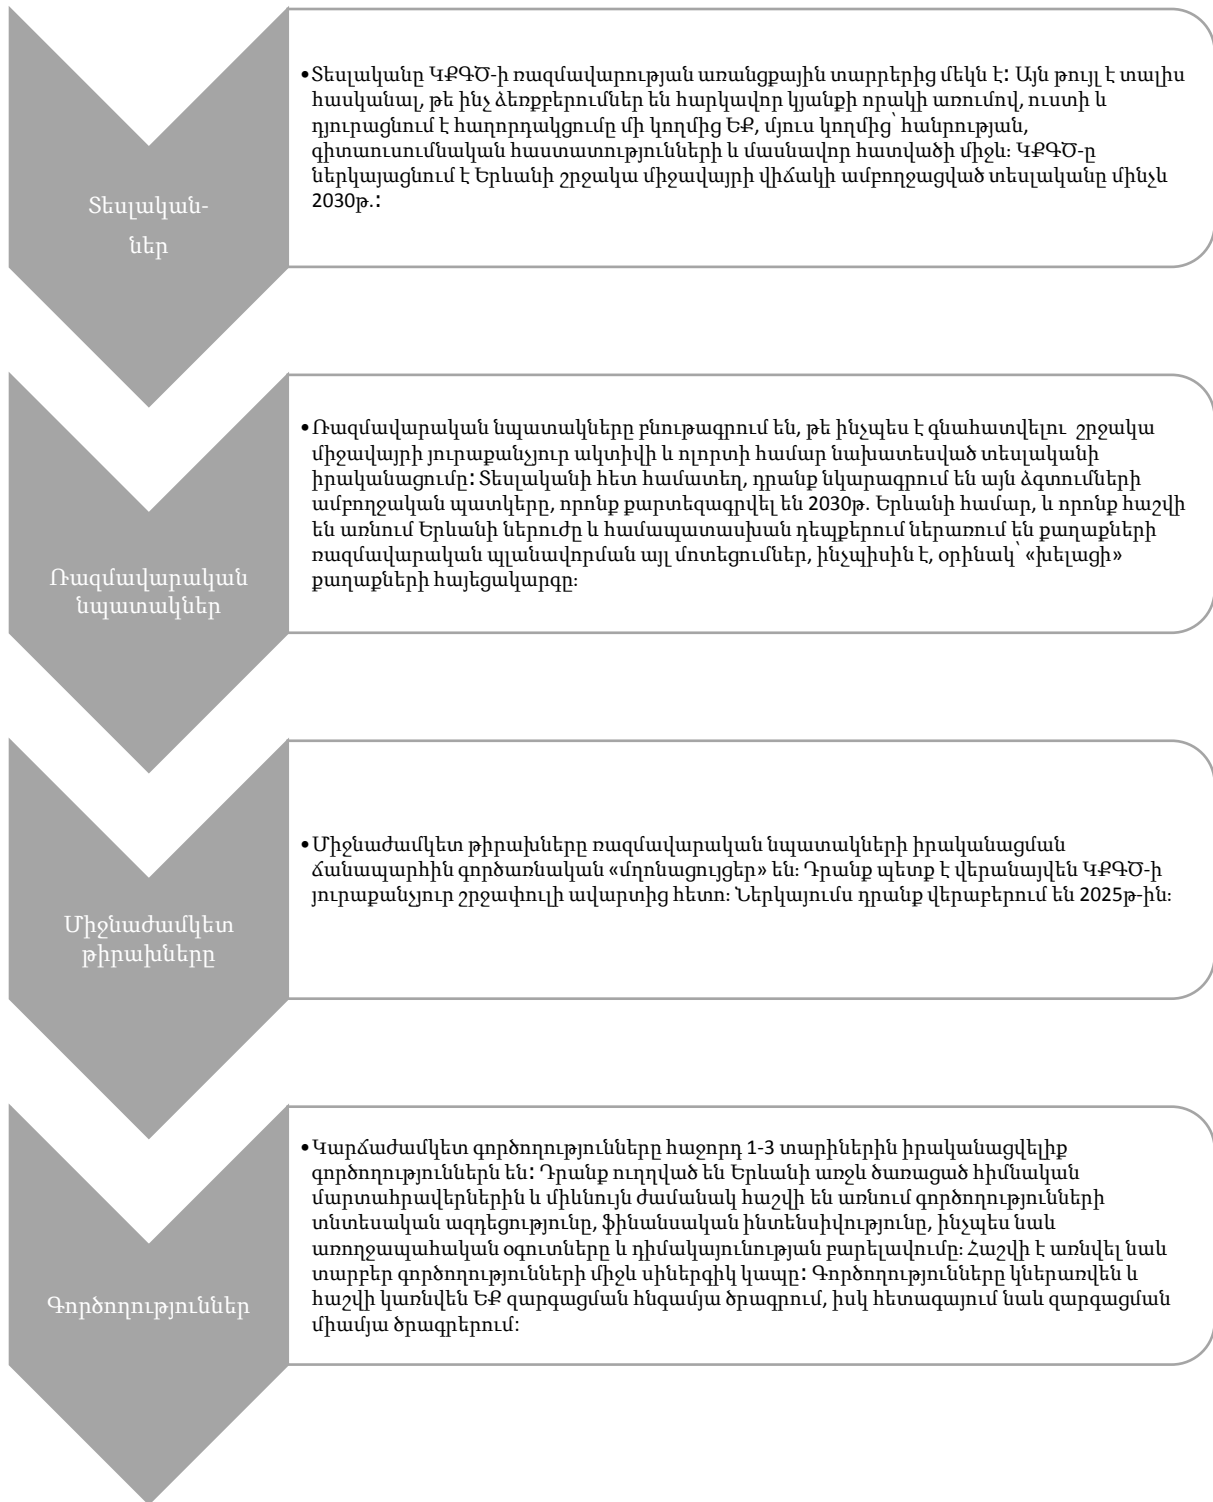 Տեսլական-
ներ
•Տեսլականը ԿՔԳԾ-ի ռազմավարության առանցքային տարրերից մեկն է: Այն թույլ է տալիս
հասկանալ, թե ինչ ձեռքբերումներ են հարկավոր կյանքի որակի առումով, ուստի և
դյուրացնում է հաղորդակցումը մի կողմից ԵՔ, մյուս կողմից՝ հանրության,
գիտաուսումնական հաստատությունների և մասնավոր հատվածի միջև։ ԿՔԳԾ-ը
ներկայացնում է Երևանի շրջակա միջավայրի վիճակի ամբողջացված տեսլականը մինչև
2030թ.:
Ռազմավարական
նպատակներ
•Ռազմավարական նպատակները բնութագրում են, թե ինչպես է գնահատվելու շրջակա
միջավայրի յուրաքանչյուր ակտիվի և ոլորտի համար նախատեսված տեսլականի
իրականացումը: Տեսլականի հետ համատեղ, դրանք նկարագրում են այն ձգտումների
ամբողջական պատկերը, որոնք քարտեզագրվել են 2030թ. Երևանի համար, և որոնք հաշվի
են առնում Երևանի ներուժը և համապատասխան դեպքերում ներառում են քաղաքների
ռազմավարական պլանավորման այլ մոտեցումներ, ինչպիսին է, օրինակ՝ «խելացի»
քաղաքների հայեցակարգը։
Միջնաժամկետ
թիրախները
•Միջնաժամկետ թիրախները ռազմավարական նպատակների իրականացման
ճանապարհին գործառնական «մղոնացույցեր» են։ Դրանք պետք է վերանայվեն ԿՔԳԾ-ի
յուրաքանչյուր շրջափուլի ավարտից հետո։ Ներկայումս դրանք վերաբերում են 2025թ-ին։
Գործողություններ
•Կարճաժամկետ գործողությունները հաջորդ 1-3 տարիներին իրականացվելիք
գործողություններն են: Դրանք ուղղված են Երևանի առջև ծառացած հիմնական
մարտահրավերներին և միևնույն ժամանակ հաշվի են առնում գործողությունների
տնտեսական ազդեցությունը, ֆինանսական ինտենսիվությունը, ինչպես նաև
առողջապահական օգուտները և դիմակայունության բարելավումը։ Հաշվի է առնվել նաև
տարբեր գործողությունների միջև սիներգիկ կապը: Գործողությունները կներառվեն և
հաշվի կառնվեն ԵՔ զարգացման հնգամյա ծրագրում, իսկ հետագայում նաև զարգացման
միամյա ծրագրերում։